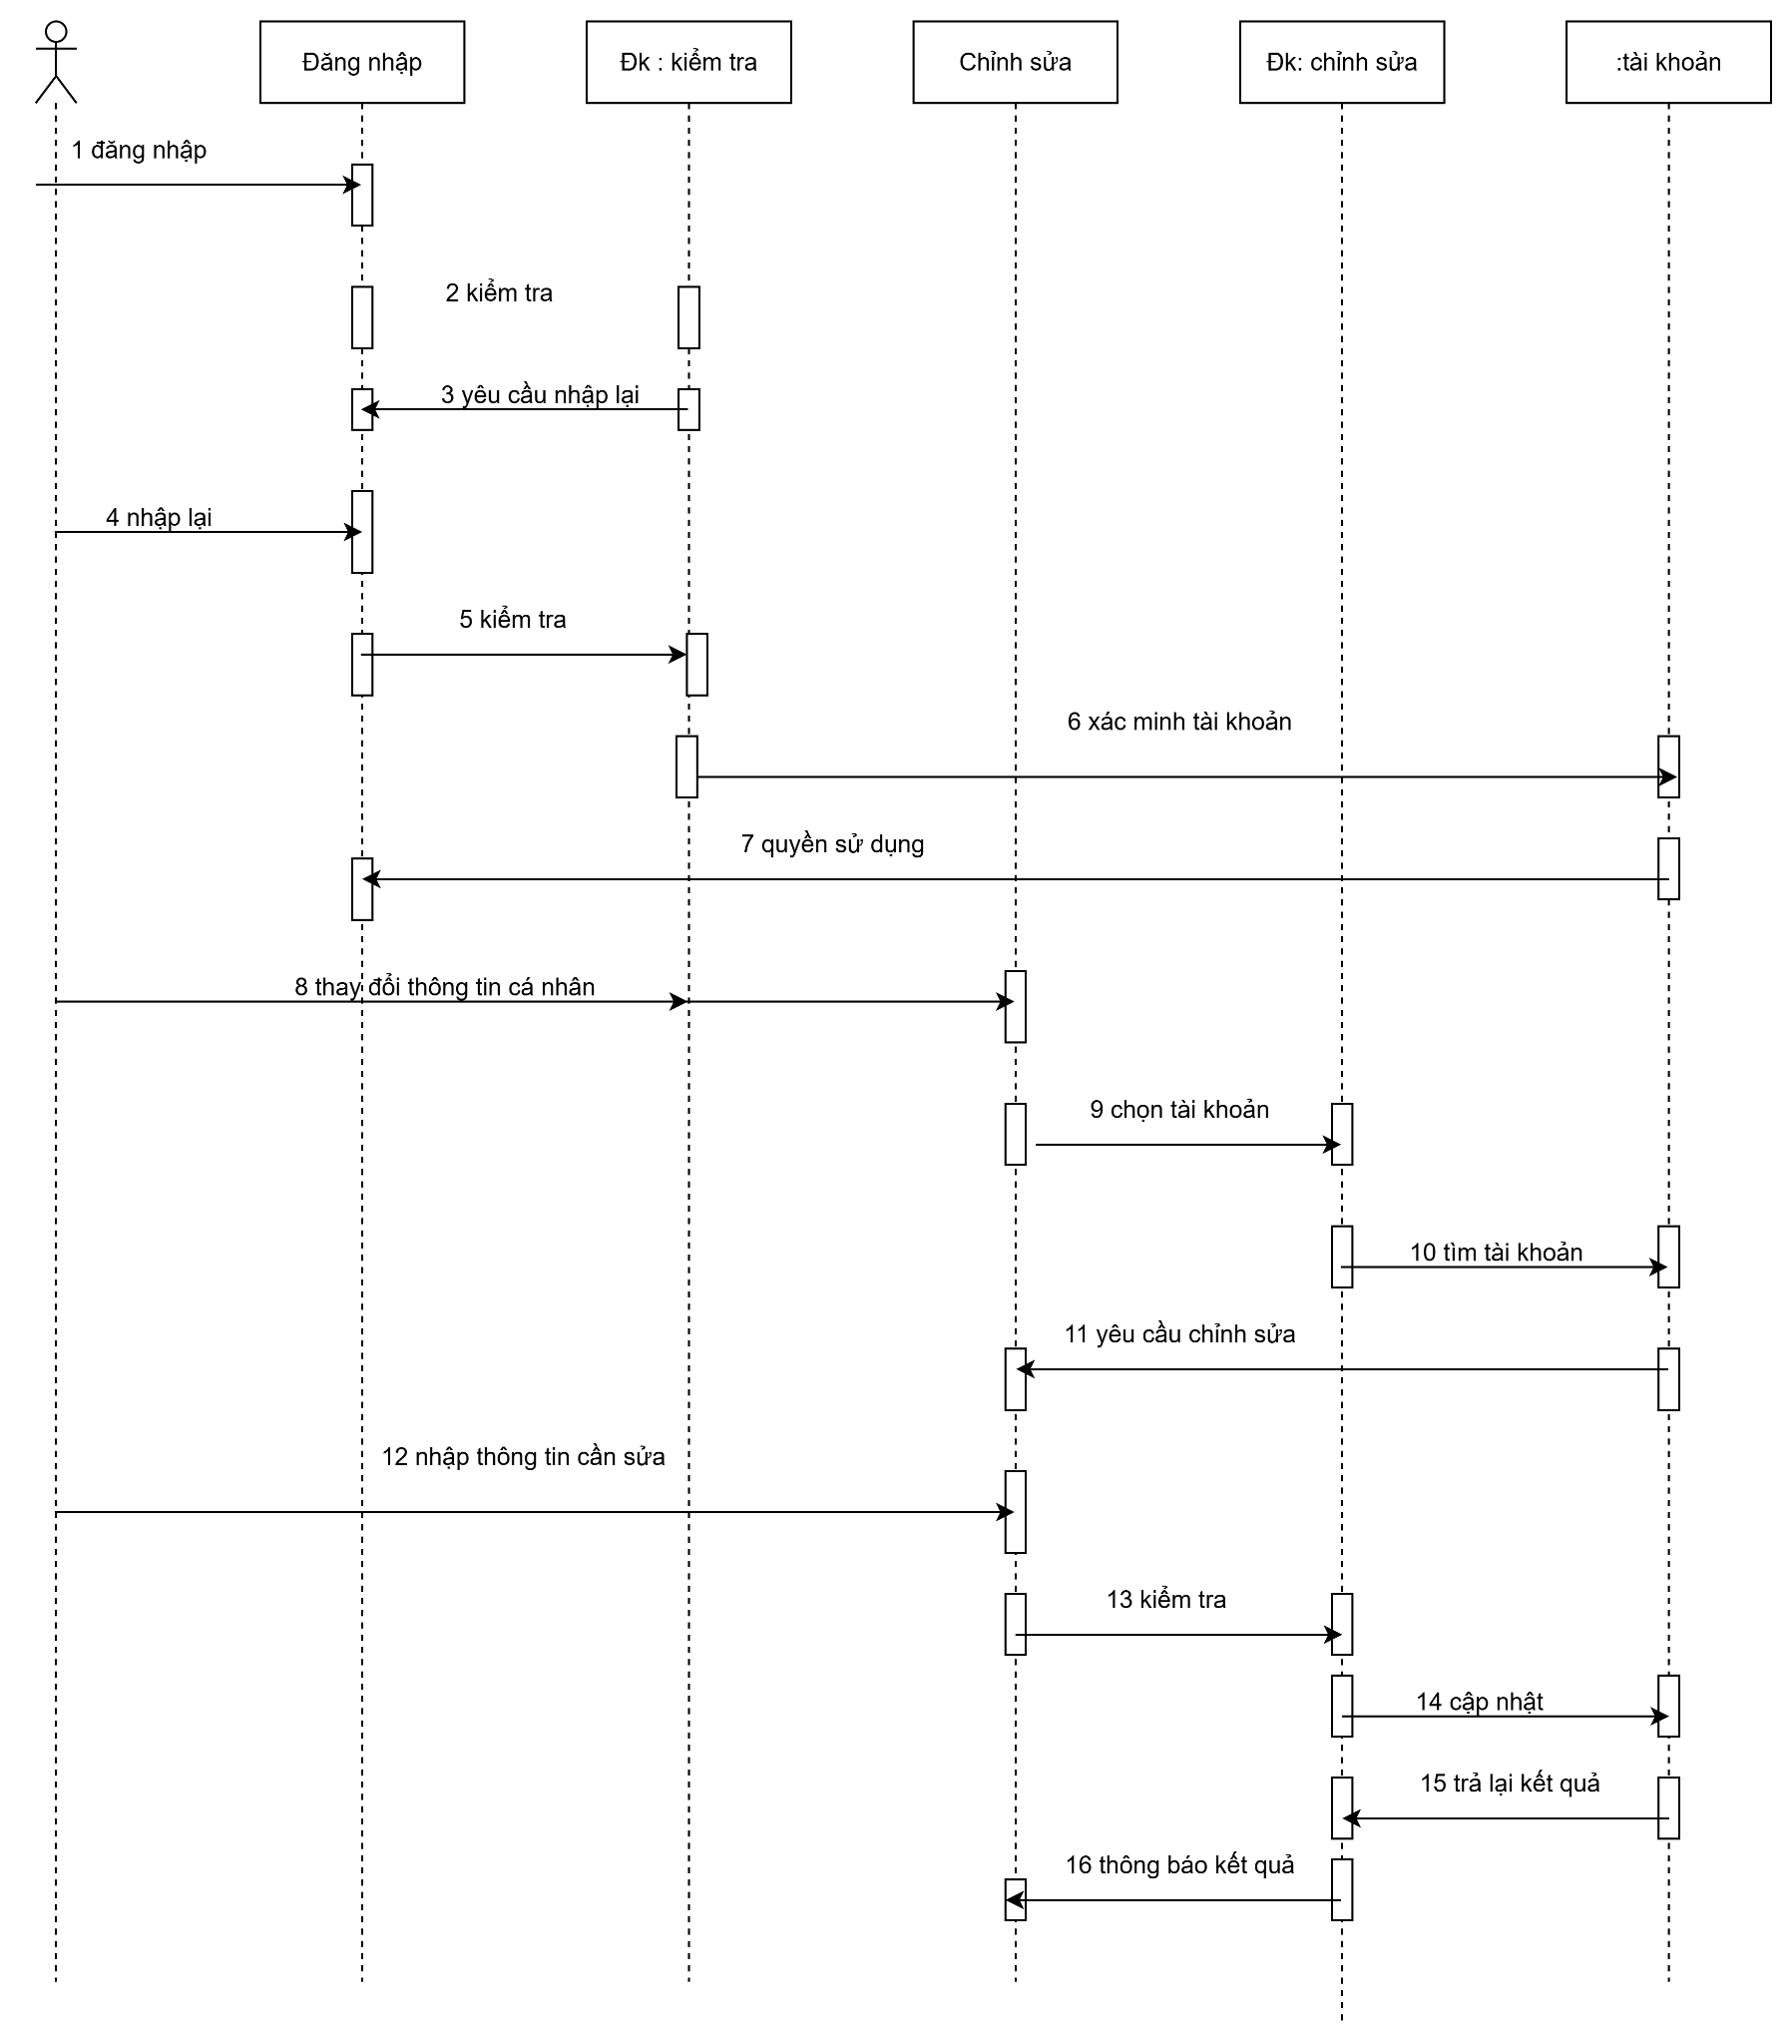 Đăng nhập
Đk : kiểm tra
Chỉnh sửa
Đk: chỉnh sửa
:tài khoản
1 đăng nhập
2 kiểm tra
3 yêu cầu nhập lại
4 nhập lại
5 kiểm tra
6 xác minh tài khoản
7 quyền sử dụng
8 thay đổi thông tin cá nhân
9 chọn tài khoản
10 tìm tài khoản
11 yêu cầu chỉnh sửa
12 nhập thông tin cần sửa
13 kiểm tra
14 cập nhật
15 trả lại kết quả
16 thông báo kết quả